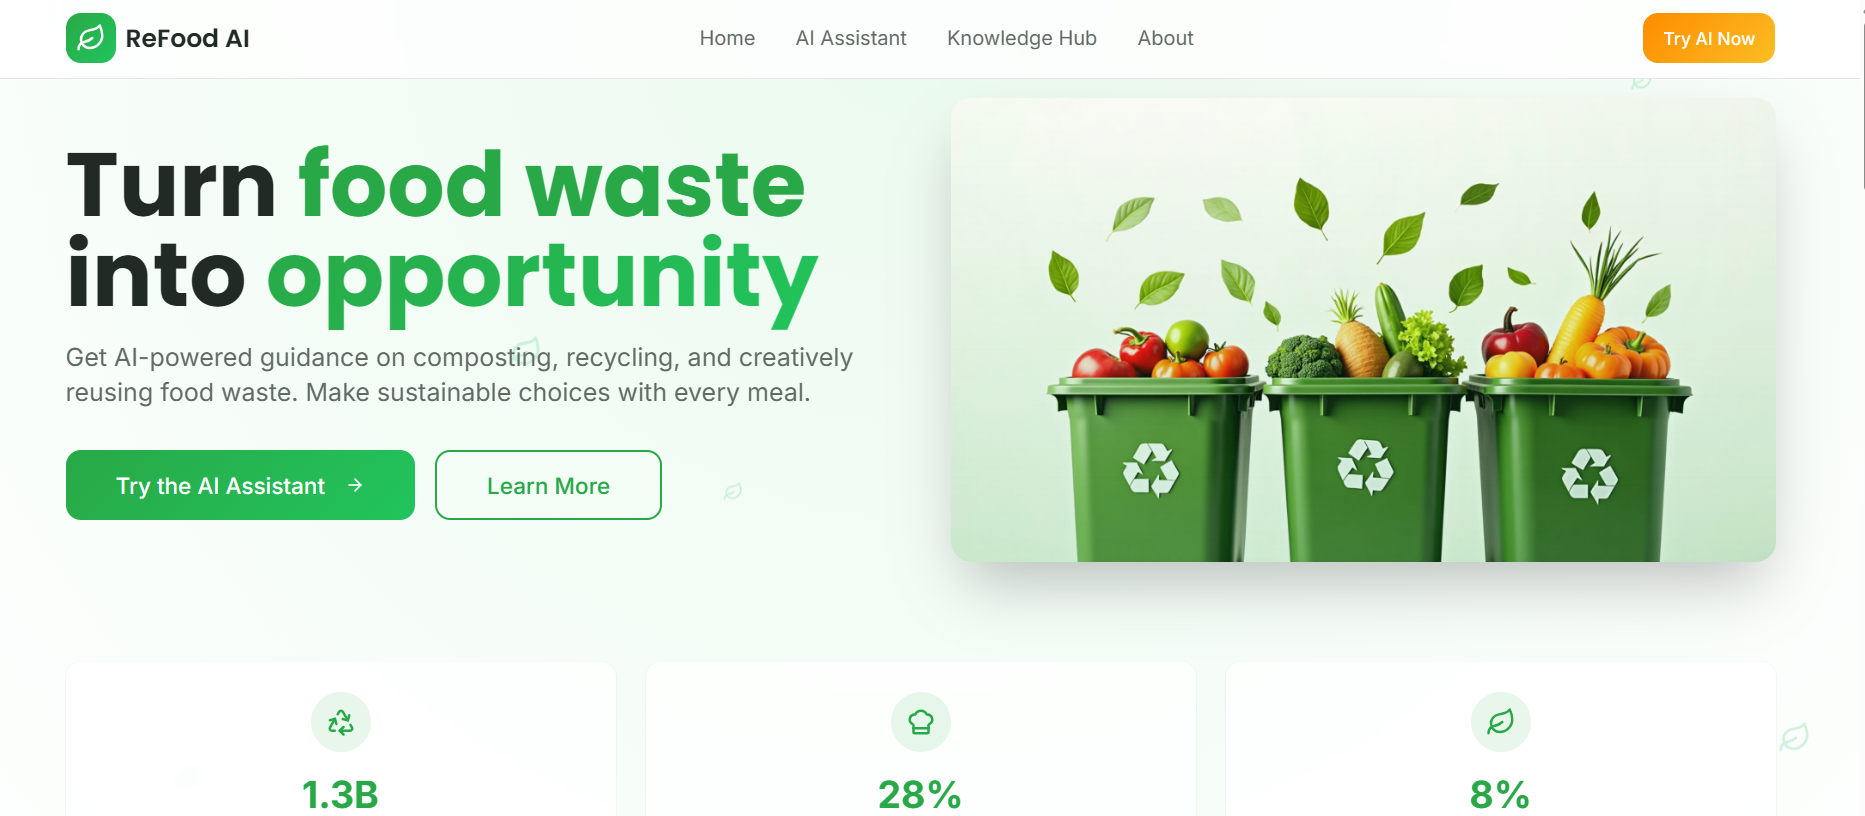 ReFood AI
Home
AI Assistant
Knowledge Hub
About
Try AI Now
Turn food waste
into opportunity
Get AI-powered guidance on composting, recycling, and creatively
reusing food waste. Make sustainable choices with every meal.
Try the AI Assistant →
Learn More
1.3B
28%
8%